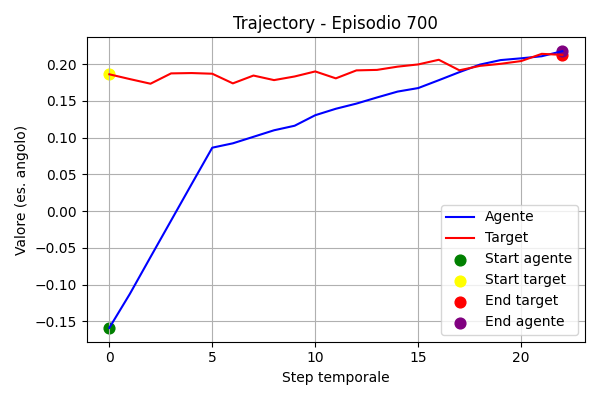 Trajectory - Episodio 700
Valore (es. angolo)
0.20
0.15
0.10
0.05
0.00
−0.05
−0.10
−0.15
0
5
10
15
20
Step temporale
Agente
Target
Start agente
Start target
End target
End agente